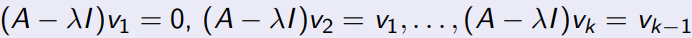 (A − λI)v₁ = 0, (A − λI)v₂ = v₁, . . . , (A − λI)vₖ = vₖ₋₁